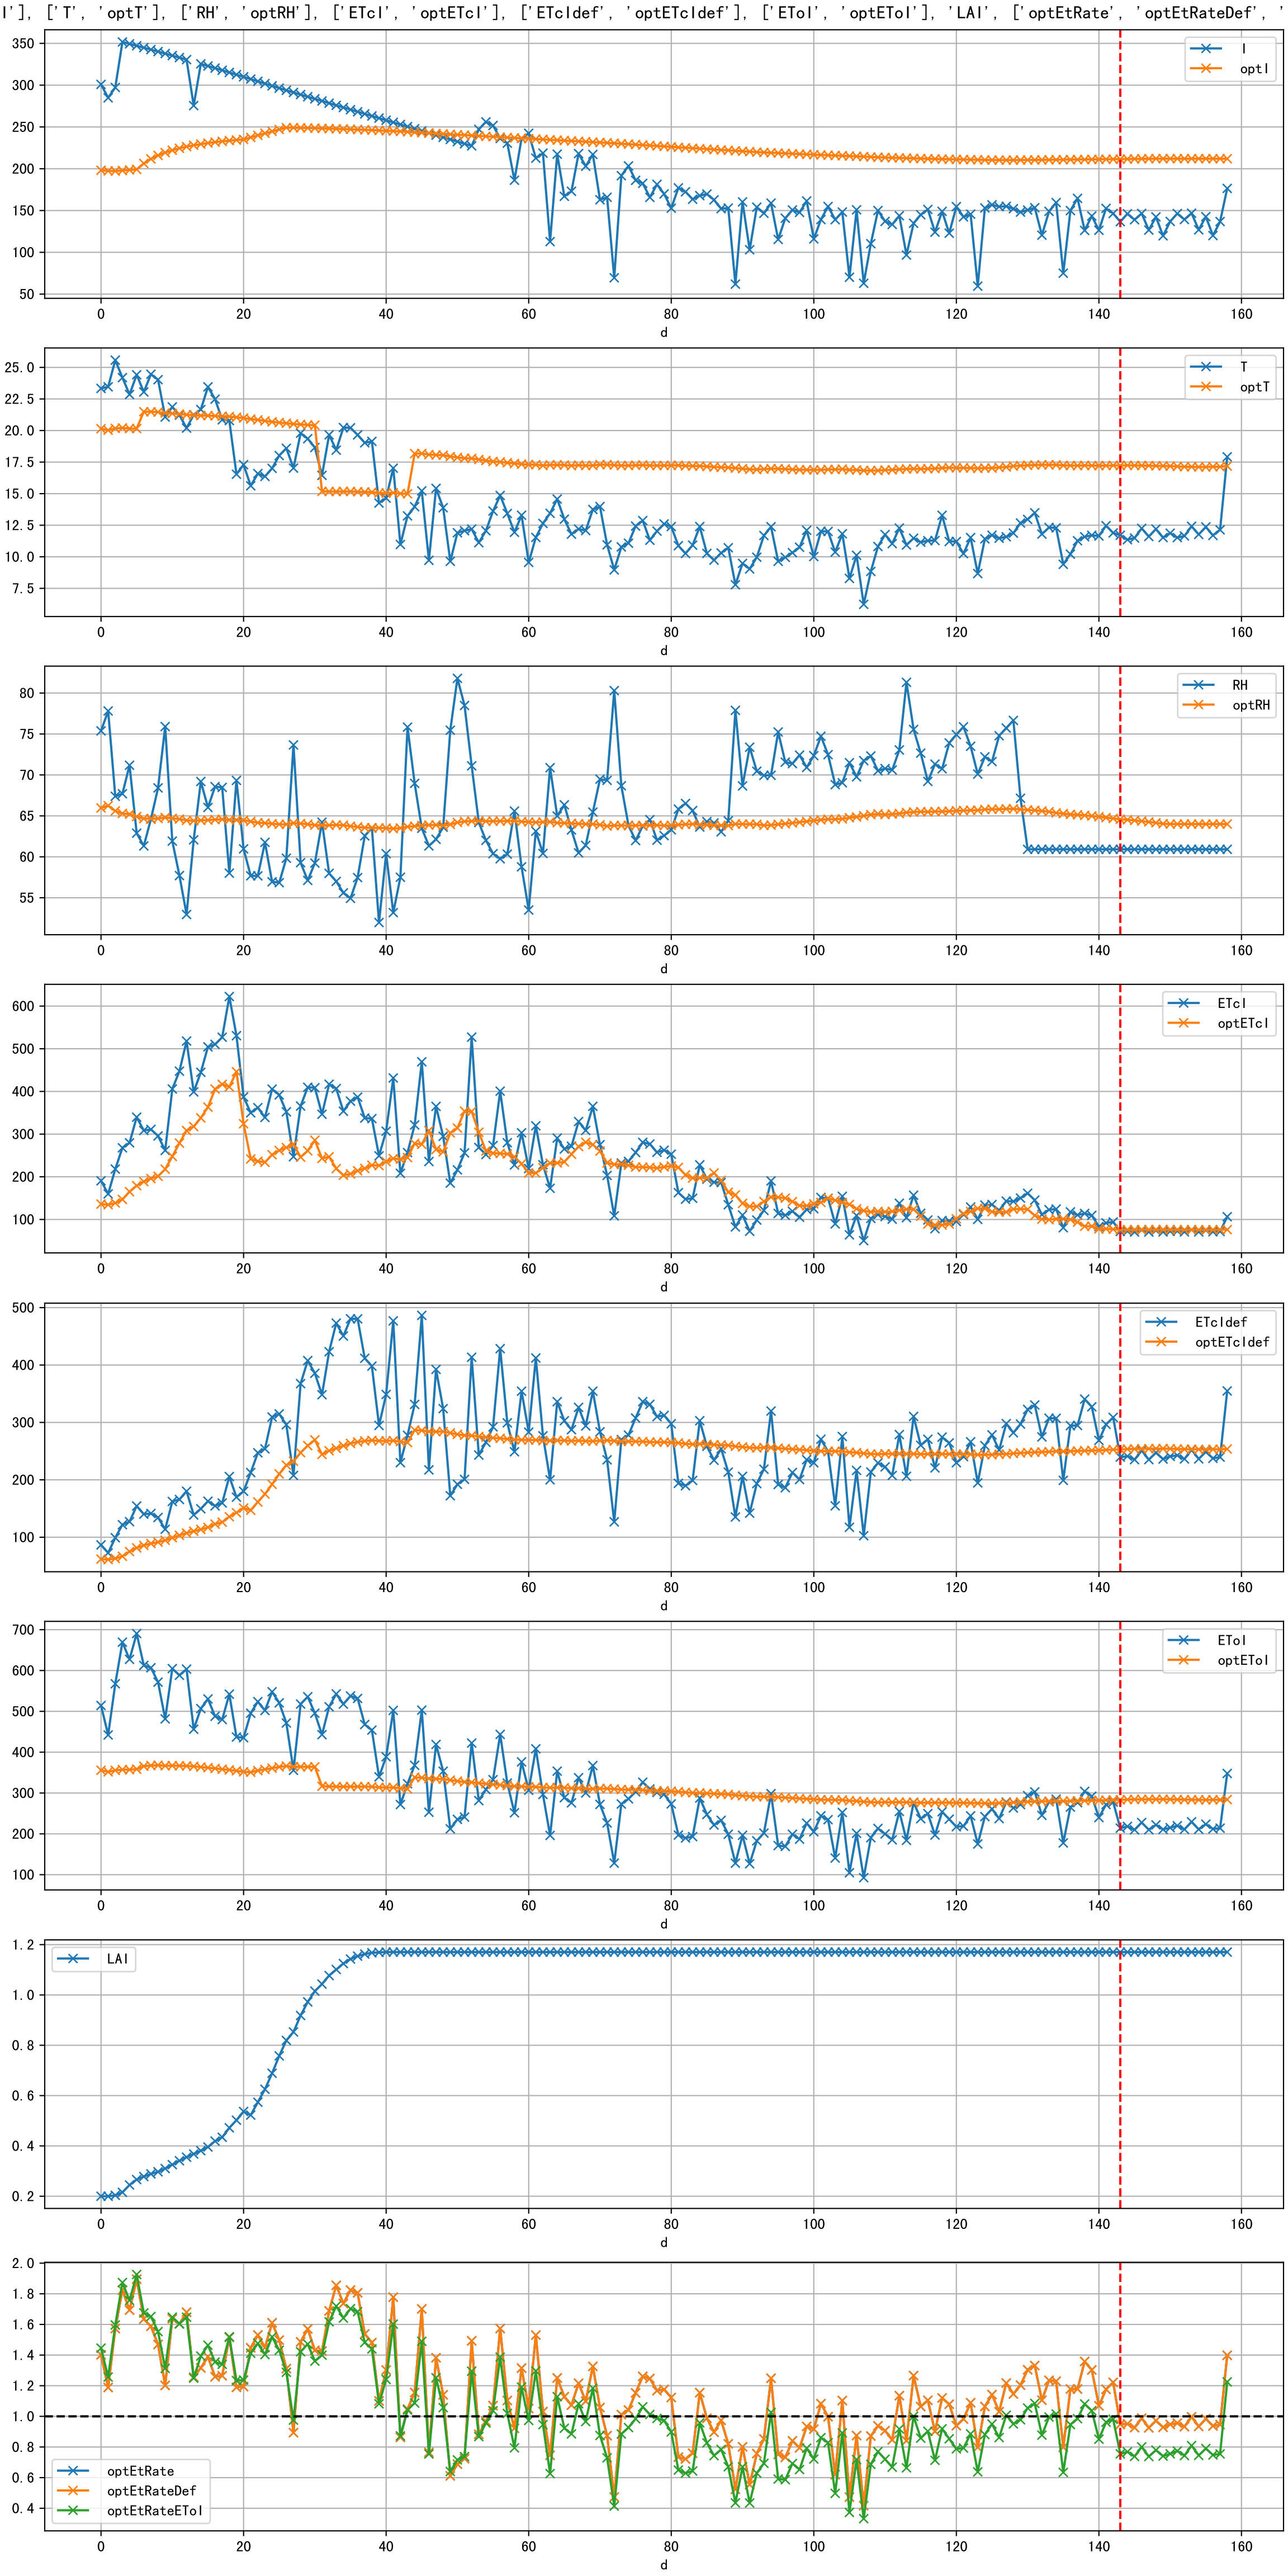 I'], ['T', 'optT'], ['RH', 'optRH'], ['ETcI', 'optETcI'], ['ETcIdef', 'optETcIdef'], ['EToI', 'optEToI'], 'LAI', ['optEtRate', 'optEtRateDef', '
350
300
250
200
150
100
50
I
optI
0 20 40 60 80 100 120 140 160
d
25.0
22.5
20.0
17.5
15.0
12.5
10.0
7.5
T
optT
0 20 40 60 80 100 120 140 160
d
80
75
70
65
60
55
RH
optRH
0 20 40 60 80 100 120 140 160
d
600
500
400
300
200
100
ETcI
optETcI
0 20 40 60 80 100 120 140 160
d
500
400
300
200
100
ETcIdef
optETcIdef
0 20 40 60 80 100 120 140 160
d
700
600
500
400
300
200
100
EToI
optEToI
0 20 40 60 80 100 120 140 160
d
1.2
1.0
0.8
0.6
0.4
0.2
LAI
0 20 40 60 80 100 120 140 160
d
2.0
1.8
1.6
1.4
1.2
1.0
0.8
0.6
0.4
optEtRate
optEtRateDef
optEtRateEToI
0 20 40 60 80 100 120 140 160
d